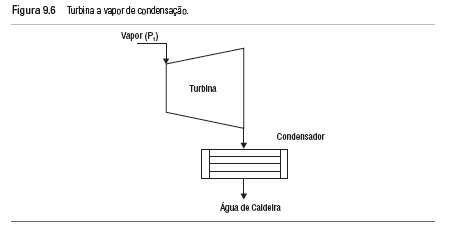 Figura 9.6 Turbina a vapor de condensação.
Vapor (P₁)
Turbina
Condensador
Água de Caldeira